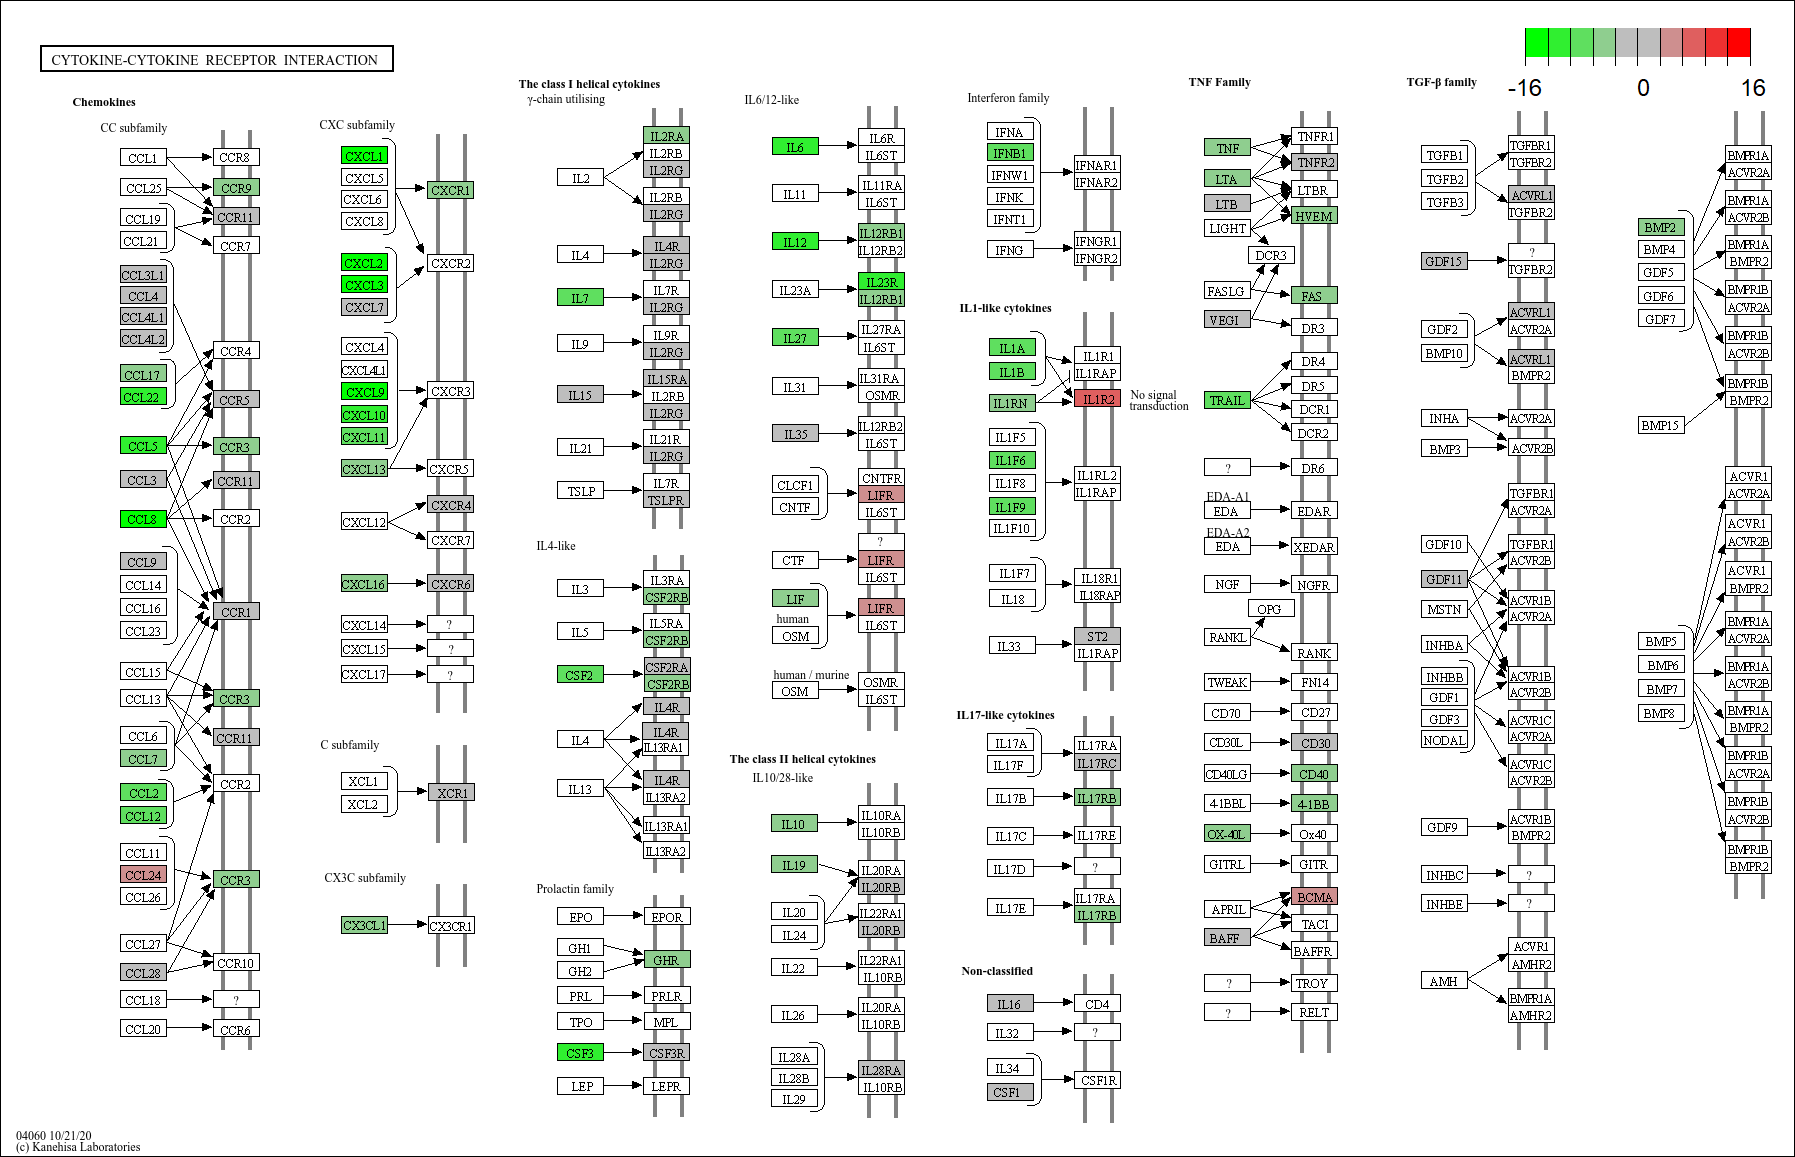 CYTOKINE-CYTOKINE RECEPTOR INTERACTION
-16 0 16
Chemokines
CC subfamily
CCL1
CCR8
CCL25
CCR9
CCR11
CCL19
CCL21
CCR7
CCL3L1
CCL4
CCL4L1
CCL4L2
CCR4
CCL17
CCL22
CCR5
CCL5
CCR3
CCL3
CCR11
CCL8
CCR2
CCL9
CCL14
CCL16
CCL23
CCR1
CCL15
CCL13
CCR3
CCL6
CCR11
CCL7
CCR2
CCL2
CCL12
CCL11
CCL24
CCR3
CCL26
CCL27
CCR10
CCL28
CCL18
?
CCL20
CCR6
CXC subfamily
CXCL1
CXCL5
CXCR1
CXCL6
CXCL8
CXCL2
CXCR2
CXCL3
CXCL7
CXCL4
CXCL4L1
CXCL9
CXCR3
CXCL10
CXCL11
CXCL13
CXCR5
CXCR4
CXCL12
CXCR7
CXCL16
CXCR6
CXCL14
?
CXCL15
?
CXCL17
?
C subfamily
XCL1
XCR1
XCL2
CX3C subfamily
CX3CL1
CX3CR1
The class I helical cytokines
γ-chain utilising
IL2RA
IL2RB
IL2RG
IL2
IL2RB
IL2RG
IL4
IL4R
IL2RG
IL7
IL7R
IL2RG
IL9
IL9R
IL2RG
IL15
IL15RA
IL2RB
IL2RG
IL21
IL21R
IL2RG
TSLP
IL7R
TSLPR
IL4-like
IL3
IL3RA
CSF2RB
IL5
IL5RA
CSF2RB
CSF2
CSF2RA
CSF2RB
IL4R
IL4
IL4R
IL13RA1
IL13
IL4R
IL13RA2
IL13RA1
IL13RA2
Prolactin family
EPO
EPOR
GH1
GHR
GH2
PRL
PRLR
TPO
MPL
CSF3
CSF3R
LEP
LEPR
IL6/12-like
IL6
IL6R
IL6ST
IL11
IL11RA
IL6ST
IL12
IL12RB1
IL12RB2
IL23A
IL23R
IL12RB1
IL27
IL27RA
IL6ST
IL31
IL31RA
OSMR
IL35
IL12RB2
IL6ST
CLCF1
CNTF
CNTFR
LIFR
IL6ST
CTF
?
LIFR
IL6ST
LIF
human
OSM
LIFR
IL6ST
human / murine
OSM
OSMR
IL6ST
The class II helical cytokines
IL10/28-like
IL10
IL10RA
IL10RB
IL19
IL20RA
IL20RB
IL20
IL24
IL22RA1
IL20RB
IL22
IL22RA1
IL10RB
IL26
IL20RA
IL10RB
IL28A
IL28B
IL29
IL28RA
IL10RB
Interferon family
IFNA
IFNB1
IFNW1
IFNK
IFNT1
IFNAR1
IFNAR2
IFNG
IFNGR1
IFNGR2
IL1-like cytokines
IL1A
IL1B
IL1R1
IL1RAP
IL1RN
IL1R2
No signal
transduction
IL1F5
IL1F6
IL1F8
IL1F9
IL1F10
IL1RL2
IL1RAP
IL1F7
IL18
IL18R1
IL18RAP
IL33
ST2
IL1RAP
IL17-like cytokines
IL17A
IL17F
IL17RA
IL17RC
IL17B
IL17RB
IL17C
IL17RE
IL17D
?
IL17E
IL17RA
IL17RB
Non-classified
IL16
CD4
IL32
?
IL34
CSF1
CSF1R
TNF Family
TNF
TNFR1
TNFR2
LTA
LTBR
LTB
HVEM
LIGHT
DCR3
FASLG
FAS
VEGI
DR3
DR4
DR5
TRAIL
DCR1
DCR2
?
DR6
EDA-A1
EDA
EDAR
EDA-A2
EDA
XEDAR
NGF
NGFR
OPG
RANKL
RANK
TWEAK
FN14
CD70
CD27
CD30L
CD30
CD40LG
CD40
4-1BBL
4-1BB
OX-40L
Ox40
GITRL
GITR
BCMA
APRIL
TACI
BAFF
BAFFR
?
TROY
?
RELT
TGF-β family
TGFB1
TGFB2
TGFB3
TGFBR1
TGFBR2
ACVRL1
TGFBR2
GDF15
?
TGFBR2
GDF2
BMP10
ACVRL1
ACVR2A
ACVRL1
BMPR2
INHA
ACVR2A
BMP3
ACVR2B
TGFBR1
ACVR2A
GDF10
TGFBR1
ACVR2B
GDF11
MSTN
ACVR1B
ACVR2A
INHBA
INHBB
GDF1
GDF3
NODAL
ACVR1B
ACVR2B
ACVR1C
ACVR2A
ACVR1C
ACVR2B
GDF9
ACVR1B
BMPR2
INHBC
?
INHBE
?
AMH
ACVR1
AMHR2
BMPR1A
AMHR2
BMP2
BMP4
GDF5
GDF6
GDF7
BMPR1A
ACVR2A
BMPR1A
ACVR2B
BMPR1A
BMPR2
BMPR1B
ACVR2A
BMPR1B
ACVR2B
BMPR1B
BMPR2
BMP15
ACVR1
ACVR2A
ACVR1
ACVR2B
ACVR1
BMPR2
BMP5
BMP6
BMP7
BMP8
BMPR1A
ACVR2A
BMPR1A
ACVR2B
BMPR1A
BMPR2
BMPR1B
ACVR2A
BMPR1B
ACVR2B
BMPR1B
BMPR2
04060 10/21/20
(c) Kanehisa Laboratories